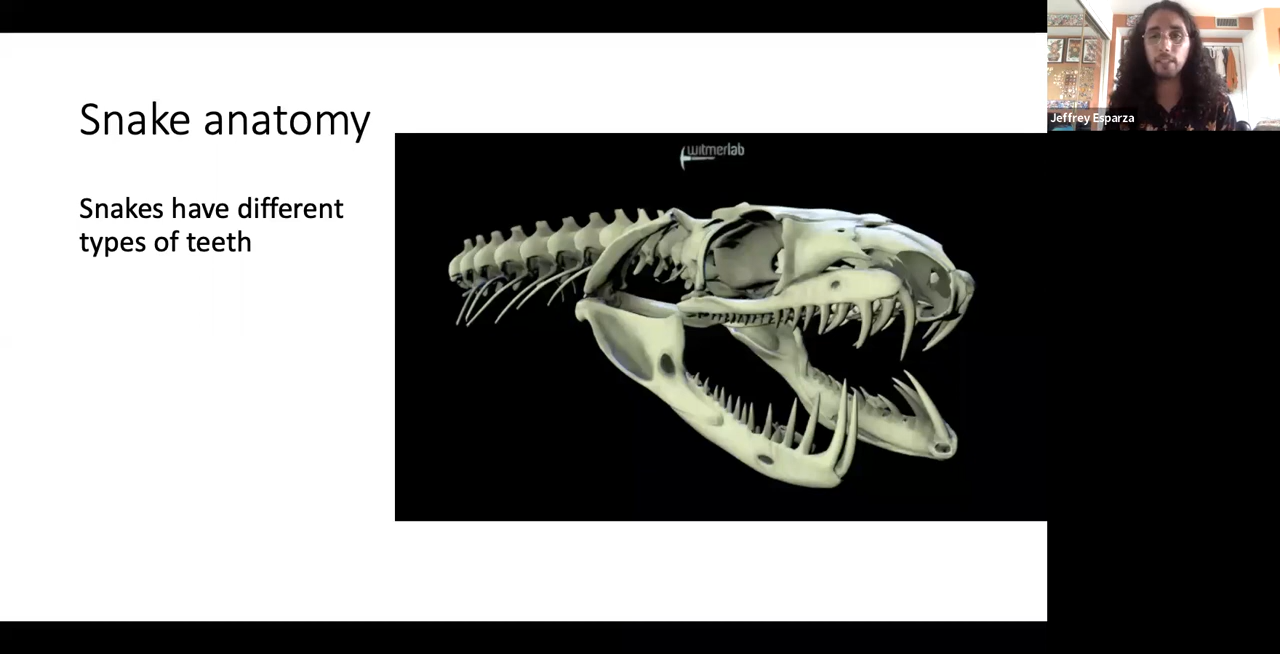 Snake anatomy
Snakes have different
types of teeth
witmerlab
Jeffrey Esparza